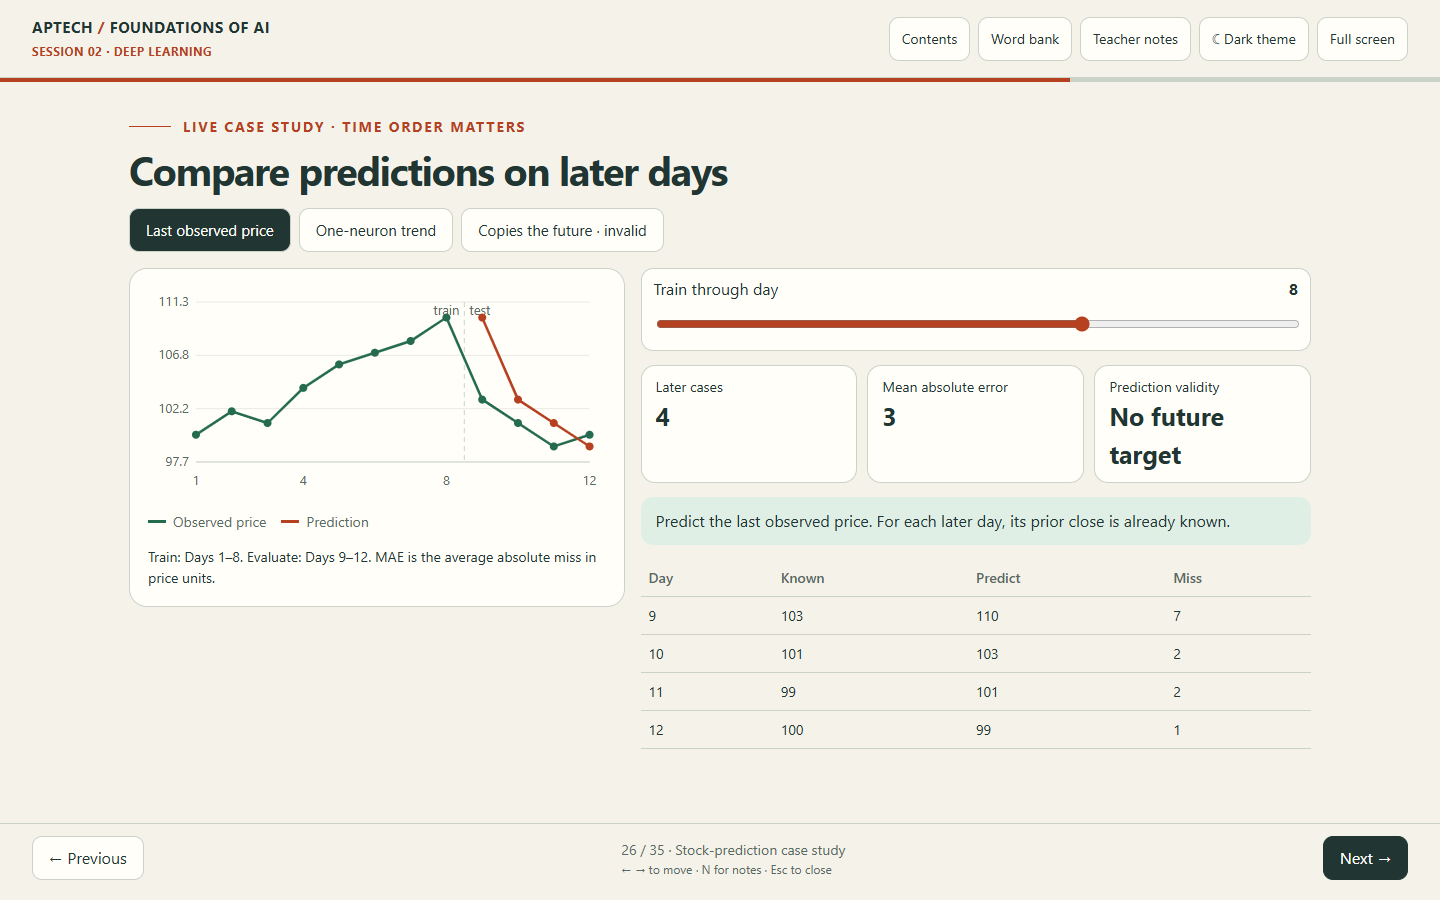 APTECH / FOUNDATIONS OF AI
SESSION 02 · DEEP LEARNING
Contents
Word bank
Teacher notes
☾ Dark theme
Full screen
LIVE CASE STUDY · TIME ORDER MATTERS
Compare predictions on later days
Last observed price
One-neuron trend
Copies the future · invalid
111.3
106.8
102.2
97.7
train
test
1
4
8
12
Observed price
Prediction
Train: Days 1–8. Evaluate: Days 9–12. MAE is the average absolute miss in
price units.
Train through day
8
Later cases
4
Mean absolute error
3
Prediction validity
No future
target
Predict the last observed price. For each later day, its prior close is already known.
Day Known Predict Miss
9 103 110 7
10 101 103 2
11 99 101 2
12 100 99 1
← Previous
26 / 35 · Stock-prediction case study
← → to move · N for notes · Esc to close
Next →